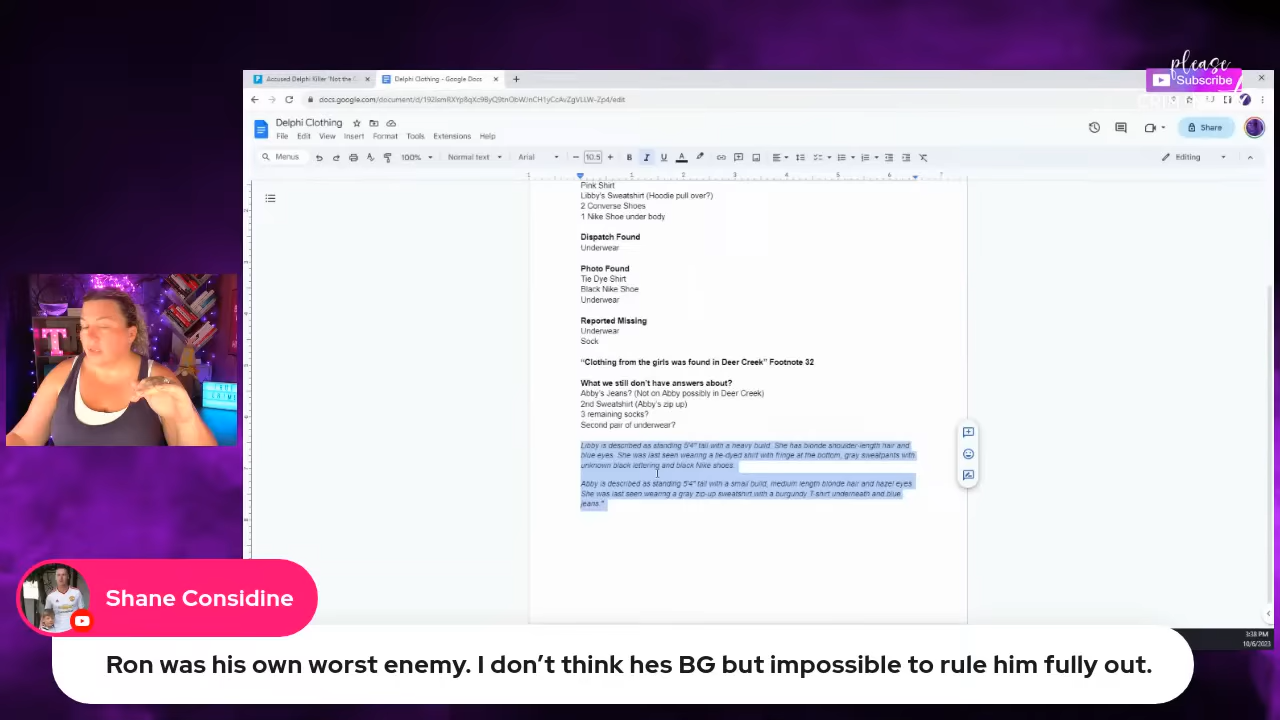 please
Subscribe
Accused Delphi Killer 'Not the
Delphi Clothing - Google Docs
Delphi Clothing
File Edit View Insert Format Tools Extensions Help
Share
Menus
100%
Normal text
Arial
10.5
Editing
Pink Shirt
Libby's Sweatshirt (Hoodie pull over?)
2 Converse Shoes
1 Nike Shoe under body
Dispatch Found
Underwear
Photo Found
Tie Dye Shirt
Black Nike Shoe
Underwear
Reported Missing
Underwear
Sock
“Clothing from the girls was found in Deer Creek” Footnote 32
What we still don't have answers about?
Abby's Jeans? (Not on Abby possibly in Deer Creek)
2nd Sweatshirt (Abby's zip up)
3 remaining socks?
Second pair of underwear?
Libby is described as standing 5'4" tall with a heavy build. She has blonde shoulder-length hair and
blue eyes. She was last seen wearing a tie-dyed shirt with fringe at the bottom, gray sweatpants with
unknown black lettering and black Nike shoes.
Abby is described as standing 5'4" tall with a small build, medium length blonde hair and hazel eyes.
She was last seen wearing a gray zip-up sweatshirt with a burgundy T-shirt underneath and blue
jeans."
3:38 PM
10/6/2023
Shane Considine
Ron was his own worst enemy. I don’t think hes BG but impossible to rule him fully out.